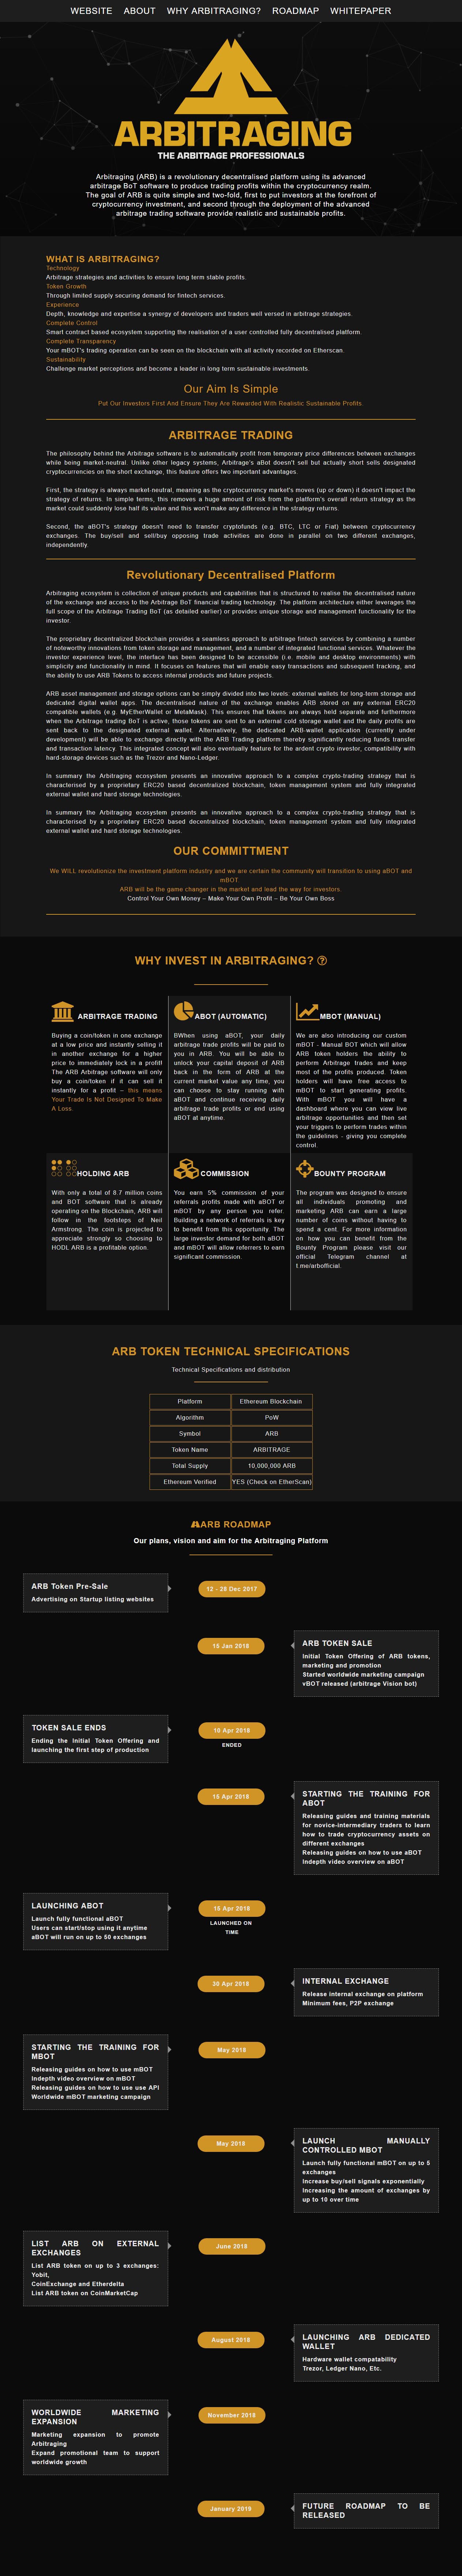 WEBSITE ABOUT WHY ARBITRAGING? ROADMAP WHITEPAPER
ARBITRAGING
THE ARBITRAGE PROFESSIONALS
Arbitraging (ARB) is a revolutionary decentralised platform using its advanced
arbitrage BoT software to produce trading profits within the cryptocurrency realm.
The goal of ARB is quite simple and two-fold, first to put investors at the forefront of
cryptocurrency investment, and second through the deployment of the advanced
arbitrage trading software provide realistic and sustainable profits.
WHAT IS ARBITRAGING?
Technology
Arbitrage strategies and activities to ensure long term stable profits.
Token Growth
Through limited supply securing demand for fintech services.
Experience
Depth, knowledge and expertise a synergy of developers and traders well versed in arbitrage strategies.
Complete Control
Smart contract based ecosystem supporting the realisation of a user controlled fully decentralised platform.
Complete Transparency
Your mBOT's trading operation can be seen on the blockchain with all activity recorded on Etherscan.
Sustainability
Challenge market perceptions and become a leader in long term sustainable investments.
Our Aim Is Simple
Put Our Investors First And Ensure They Are Rewarded With Realistic Sustainable Profits.
ARBITRAGE TRADING
The philosophy behind the Arbitrage software is to automatically profit from temporary price differences between exchanges
while being market-neutral. Unlike other legacy systems, Arbitrage's aBot doesn't sell but actually short sells designated
cryptocurrencies on the short exchange, this feature offers two important advantages.
First, the strategy is always market-neutral, meaning as the cryptocurrency market's moves (up or down) it doesn't impact the
strategy of returns. In simple terms, this removes a huge amount of risk from the platform's overall return strategy as the
market could suddenly lose half its value and this won't make any difference in the strategy returns.
Second, the aBOT's strategy doesn't need to transfer cryptofunds (e.g. BTC, LTC or Fiat) between cryptocurrency
exchanges. The buy/sell and sell/buy opposing trade activities are done in parallel on two different exchanges,
independently.
Revolutionary Decentralised Platform
Arbitraging ecosystem is collection of unique products and capabilities that is structured to realise the decentralised nature
of the exchange and access to the Arbitrage BoT financial trading technology. The platform architecture either leverages the
full scope of the Arbitrage Trading BoT (as detailed earlier) or provides unique storage and management functionality for the
investor.
The proprietary decentralized blockchain provides a seamless approach to arbitrage fintech services by combining a number
of noteworthy innovations from token storage and management, and a number of integrated functional services. Whatever the
investor experience level, the interface has been designed to be accessible (i.e. mobile and desktop environments) with
simplicity and functionality in mind. It focuses on features that will enable easy transactions and subsequent tracking, and
the ability to use ARB Tokens to access internal products and future projects.
ARB asset management and storage options can be simply divided into two levels: external wallets for long-term storage and
dedicated digital wallet apps. The decentralised nature of the exchange enables ARB stored on any external ERC20
compatible wallets (e.g. MyEtherWallet or MetaMask). This ensures that tokens are always held separate and furthermore
when the Arbitrage trading BoT is active, those tokens are sent to an external cold storage wallet and the daily profits are
sent back to the designated external wallet. Alternatively, the dedicated ARB-wallet application (currently under
development) will be able to exchange directly with the ARB Trading platform thereby significantly reducing funds transfer
and transaction latency. This integrated concept will also eventually feature for the ardent crypto investor, compatibility with
hard-storage devices such as the Trezor and Nano-Ledger.
In summary the Arbitraging ecosystem presents an innovative approach to a complex crypto-trading strategy that is
characterised by a proprietary ERC20 based decentralized blockchain, token management system and fully integrated
external wallet and hard storage technologies.
In summary the Arbitraging ecosystem presents an innovative approach to a complex crypto-trading strategy that is
characterised by a proprietary ERC20 based decentralized blockchain, token management system and fully integrated
external wallet and hard storage technologies.
OUR COMMITTMENT
We WILL revolutionize the investment platform industry and we are certain the community will transition to using aBOT and
mBOT.
ARB will be the game changer in the market and lead the way for investors.
Control Your Own Money – Make Your Own Profit – Be Your Own Boss
WHY INVEST IN ARBITRAGING?
ARBITRAGE TRADING
Buying a coin/token in one exchange
at a low price and instantly selling it
in another exchange for a higher
price to immediately lock in a profit!
The ARB Arbitrage software will only
buy a coin/token if it can sell it
instantly for a profit – this means
Your Trade Is Not Designed To Make
A Loss.
ABOT (AUTOMATIC)
BWhen using aBOT, your daily
arbitrage trade profits will be paid to
you in ARB. You will be able to
unlock your capital deposit of ARB
back in the form of ARB at the
current market value any time, you
can choose to stay running with
aBOT and continue receiving daily
arbitrage trade profits or end using
aBOT at anytime.
MBOT (MANUAL)
We are also introducing our custom
mBOT - Manual BOT which will allow
ARB token holders the ability to
perform Arbitrage trades and keep
most of the profits produced. Token
holders will have free access to
mBOT to start generating profits.
With mBOT you will have a
dashboard where you can view live
arbitrage opportunities and then set
your triggers to perform trades within
the guidelines - giving you complete
control.
HOLDING ARB
With only a total of 8.7 million coins
and BOT software that is already
operating on the Blockchain, ARB will
follow in the footsteps of Neil
Armstrong. The coin is projected to
appreciate strongly so choosing to
HODL ARB is a profitable option.
COMMISSION
You earn 5% commission of your
referrals profits made with aBOT or
mBOT by any person you refer.
Building a network of referrals is key
to benefit from this opportunity. The
large investor demand for both aBOT
and mBOT will allow referrers to earn
significant commission.
BOUNTY PROGRAM
The program was designed to ensure
all individuals promoting and
marketing ARB can earn a large
number of coins without having to
spend a cent. For more information
on how you can benefit from the
Bounty Program please visit our
official Telegram channel at
t.me/arbofficial.
ARB TOKEN TECHNICAL SPECIFICATIONS
Technical Specifications and distribution
Platform Ethereum Blockchain
Algorithm PoW
Symbol ARB
Token Name ARBITRAGE
Total Supply 10,000,000 ARB
Ethereum Verified YES (Check on EtherScan)
ARB ROADMAP
Our plans, vision and aim for the Arbitraging Platform
ARB Token Pre-Sale
Advertising on Startup listing websites
12 - 28 Dec 2017
15 Jan 2018
ARB TOKEN SALE
Initial Token Offering of ARB tokens,
marketing and promotion
Started worldwide marketing campaign
vBOT released (arbitrage Vision bot)
TOKEN SALE ENDS
Ending the Initial Token Offering and
launching the first step of production
10 Apr 2018
ENDED
15 Apr 2018
STARTING THE TRAINING FOR
ABOT
Releasing guides and training materials
for novice-intermediary traders to learn
how to trade cryptocurrency assets on
different exchanges
Releasing guides on how to use aBOT
Indepth video overview on aBOT
LAUNCHING ABOT
Launch fully functional aBOT
Users can start/stop using it anytime
aBOT will run on up to 50 exchanges
15 Apr 2018
LAUNCHED ON
TIME
30 Apr 2018
INTERNAL EXCHANGE
Release internal exchange on platform
Minimum fees, P2P exchange
STARTING THE TRAINING FOR
MBOT
Releasing guides on how to use mBOT
Indepth video overview on mBOT
Releasing guides on how to use use API
Worldwide mBOT marketing campaign
May 2018
May 2018
LAUNCH MANUALLY
CONTROLLED MBOT
Launch fully functional mBOT on up to 5
exchanges
Increase buy/sell signals exponentially
Increasing the amount of exchanges by
up to 10 over time
LIST ARB ON EXTERNAL
EXCHANGES
List ARB token on up to 3 exchanges:
Yobit,
CoinExchange and Etherdelta
List ARB token on CoinMarketCap
June 2018
August 2018
LAUNCHING ARB DEDICATED
WALLET
Hardware wallet compatability
Trezor, Ledger Nano, Etc.
WORLDWIDE MARKETING
EXPANSION
Marketing expansion to promote
Arbitraging
Expand promotional team to support
worldwide growth
November 2018
January 2019
FUTURE ROADMAP TO BE
RELEASED